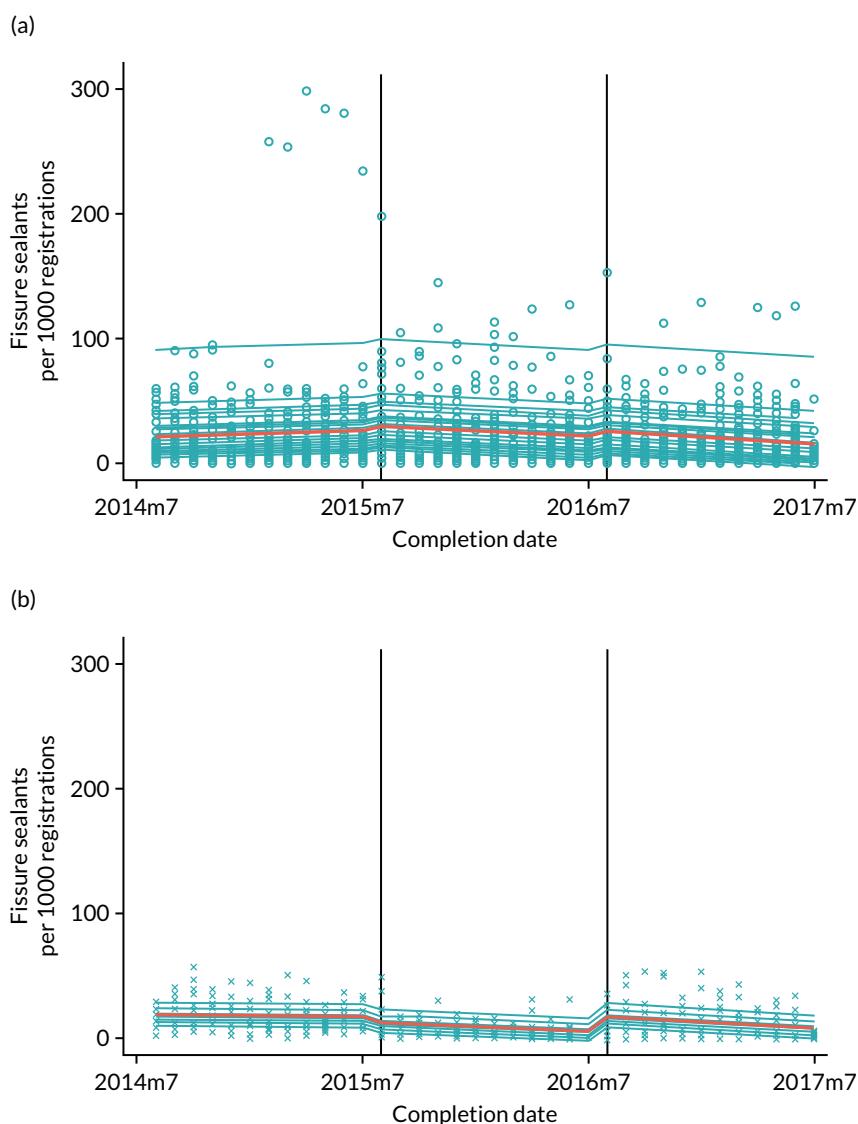 (a)
Fissure sealants
per 1000 registrations
300
200
100
0
2014m7
2015m7
2016m7
2017m7
Completion date
(b)
Fissure sealants
per 1000 registrations
300
200
100
0
2014m7
2015m7
2016m7
2017m7
Completion date